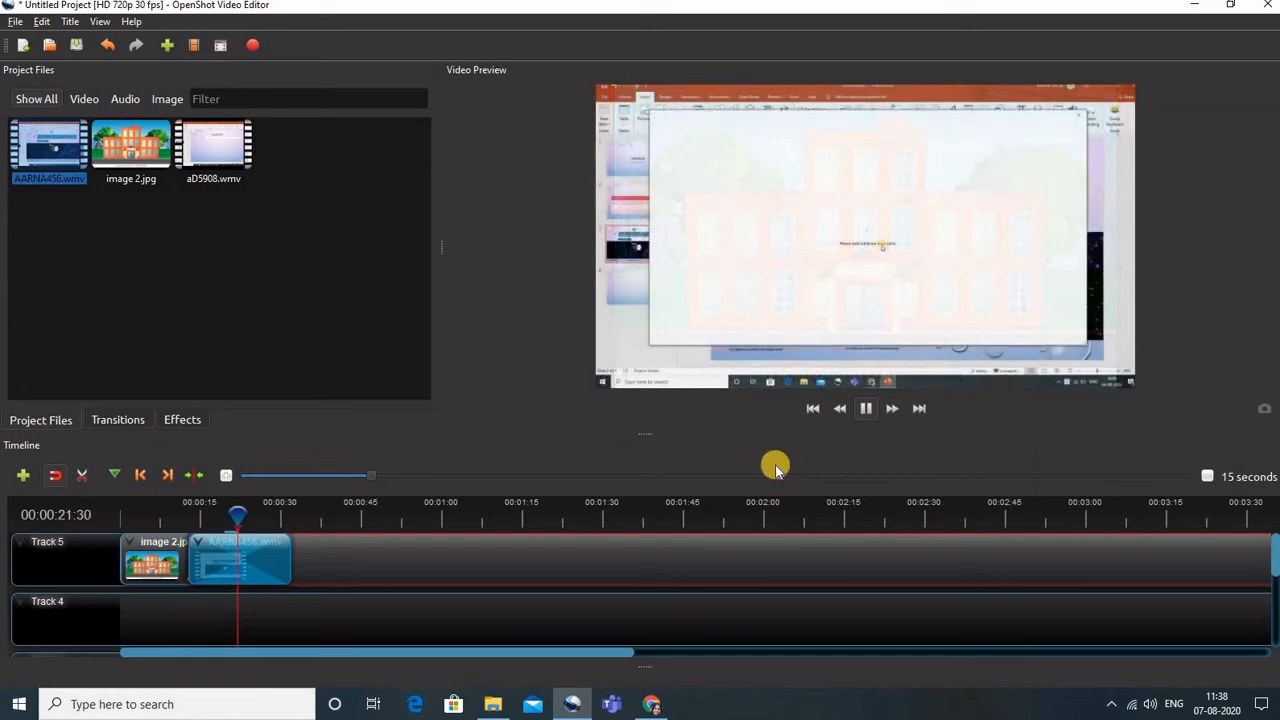 * Untitled Project [HD 720p 30 fps] - OpenShot Video Editor
File Edit Title View Help
Project Files
Video Preview
Show All Video Audio Filter
AARNA456.wmv image 2.jpg aD5908.wmv
Project Files Transitions Effects
Timeline
15 seconds
00:00:21:30
00:00:15 00:00:30 00:00:45 00:01:00 00:01:15 00:01:30 00:01:45 00:02:00 00:02:15 00:02:30 00:02:45 00:03:00 00:03:15 00:03:30
Track 5 image 2.jp AARNA456.wmv
Track 4
Type here to search
ENG
11:38
07-08-2020